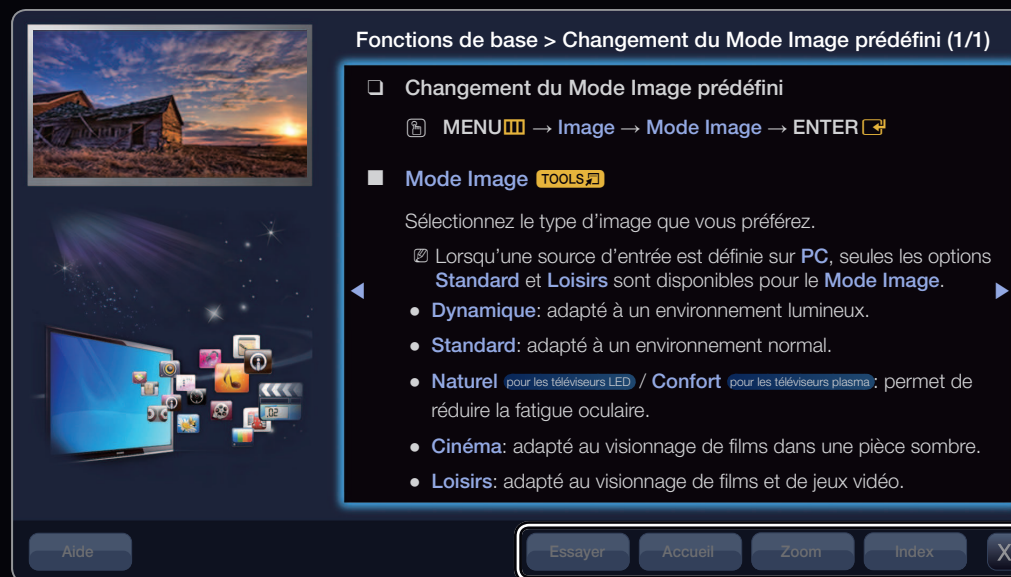 Fonctions de base > Changement du Mode Image prédéfini (1/1)
❑ Changement du Mode Image prédéfini
MENU → Image → Mode Image → ENTER
■ Mode Image TOOLS
Sélectionnez le type d’image que vous préférez.
Lorsqu’une source d’entrée est définie sur PC, seules les options
Standard et Loisirs sont disponibles pour le Mode Image.
● Dynamique: adapté à un environnement lumineux.
● Standard: adapté à un environnement normal.
● Naturel pour les téléviseurs LED / Confort pour les téléviseurs plasma: permet de
réduire la fatigue oculaire.
● Cinéma: adapté au visionnage de films dans une pièce sombre.
● Loisirs: adapté au visionnage de films et de jeux vidéo.
Aide Essayer Accueil Zoom Index X